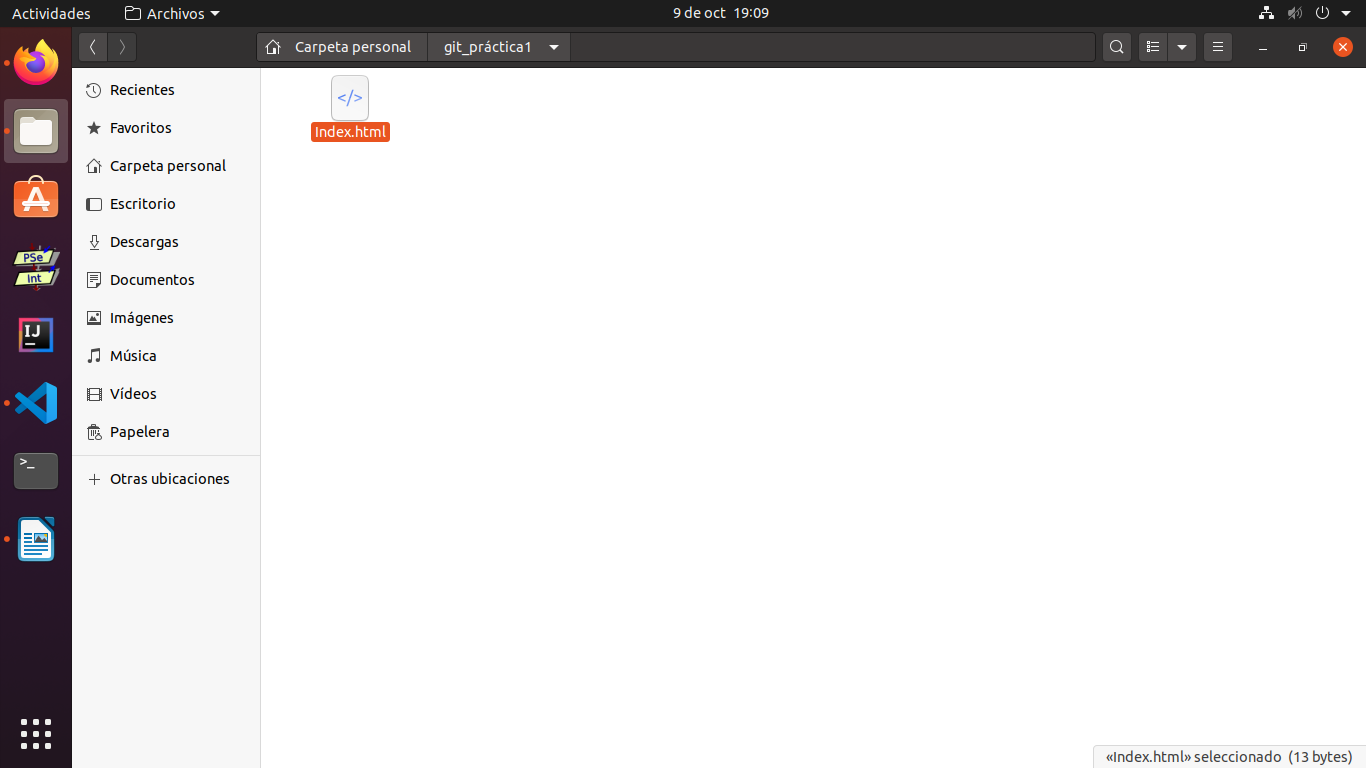 Actividades
Archivos
9 de oct 19:09
Carpeta personal
git_práctica1
Recientes
Favoritos
Carpeta personal
Escritorio
Descargas
Documentos
Imágenes
Música
Vídeos
Papelera
Otras ubicaciones
</>
Index.html
PSe
Int
IJ
>_
«Index.html» seleccionado (13 bytes)